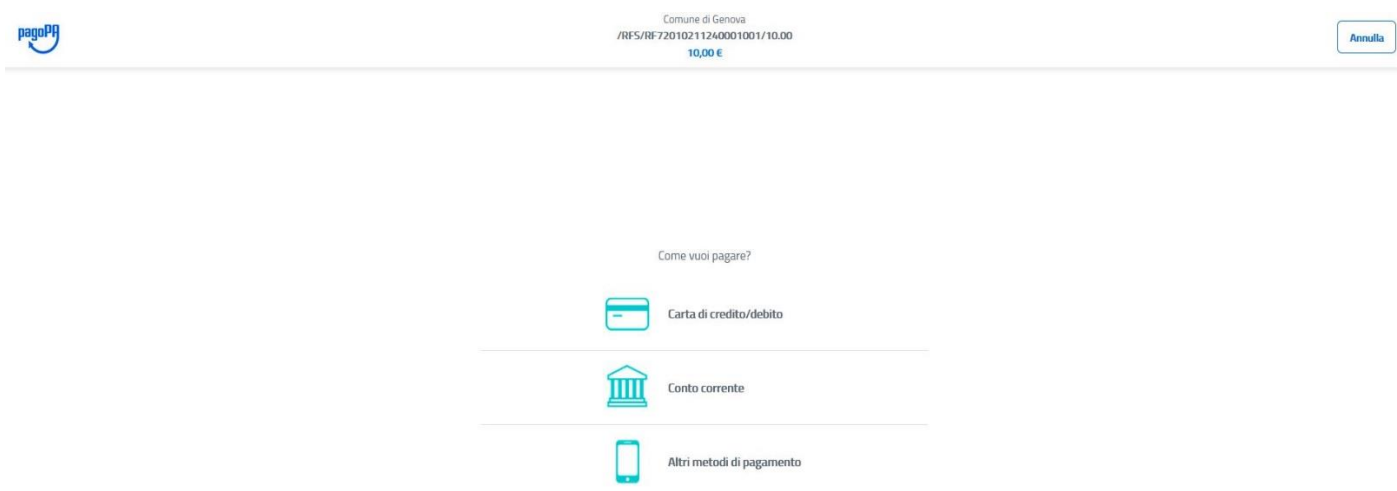 pagoPA
Comune di Genova
/RFS/RF72010211240001001/10.00
10,00 €
Annulla
Come vuoi pagare?
Carta di credito/debito
Conto corrente
Altri metodi di pagamento